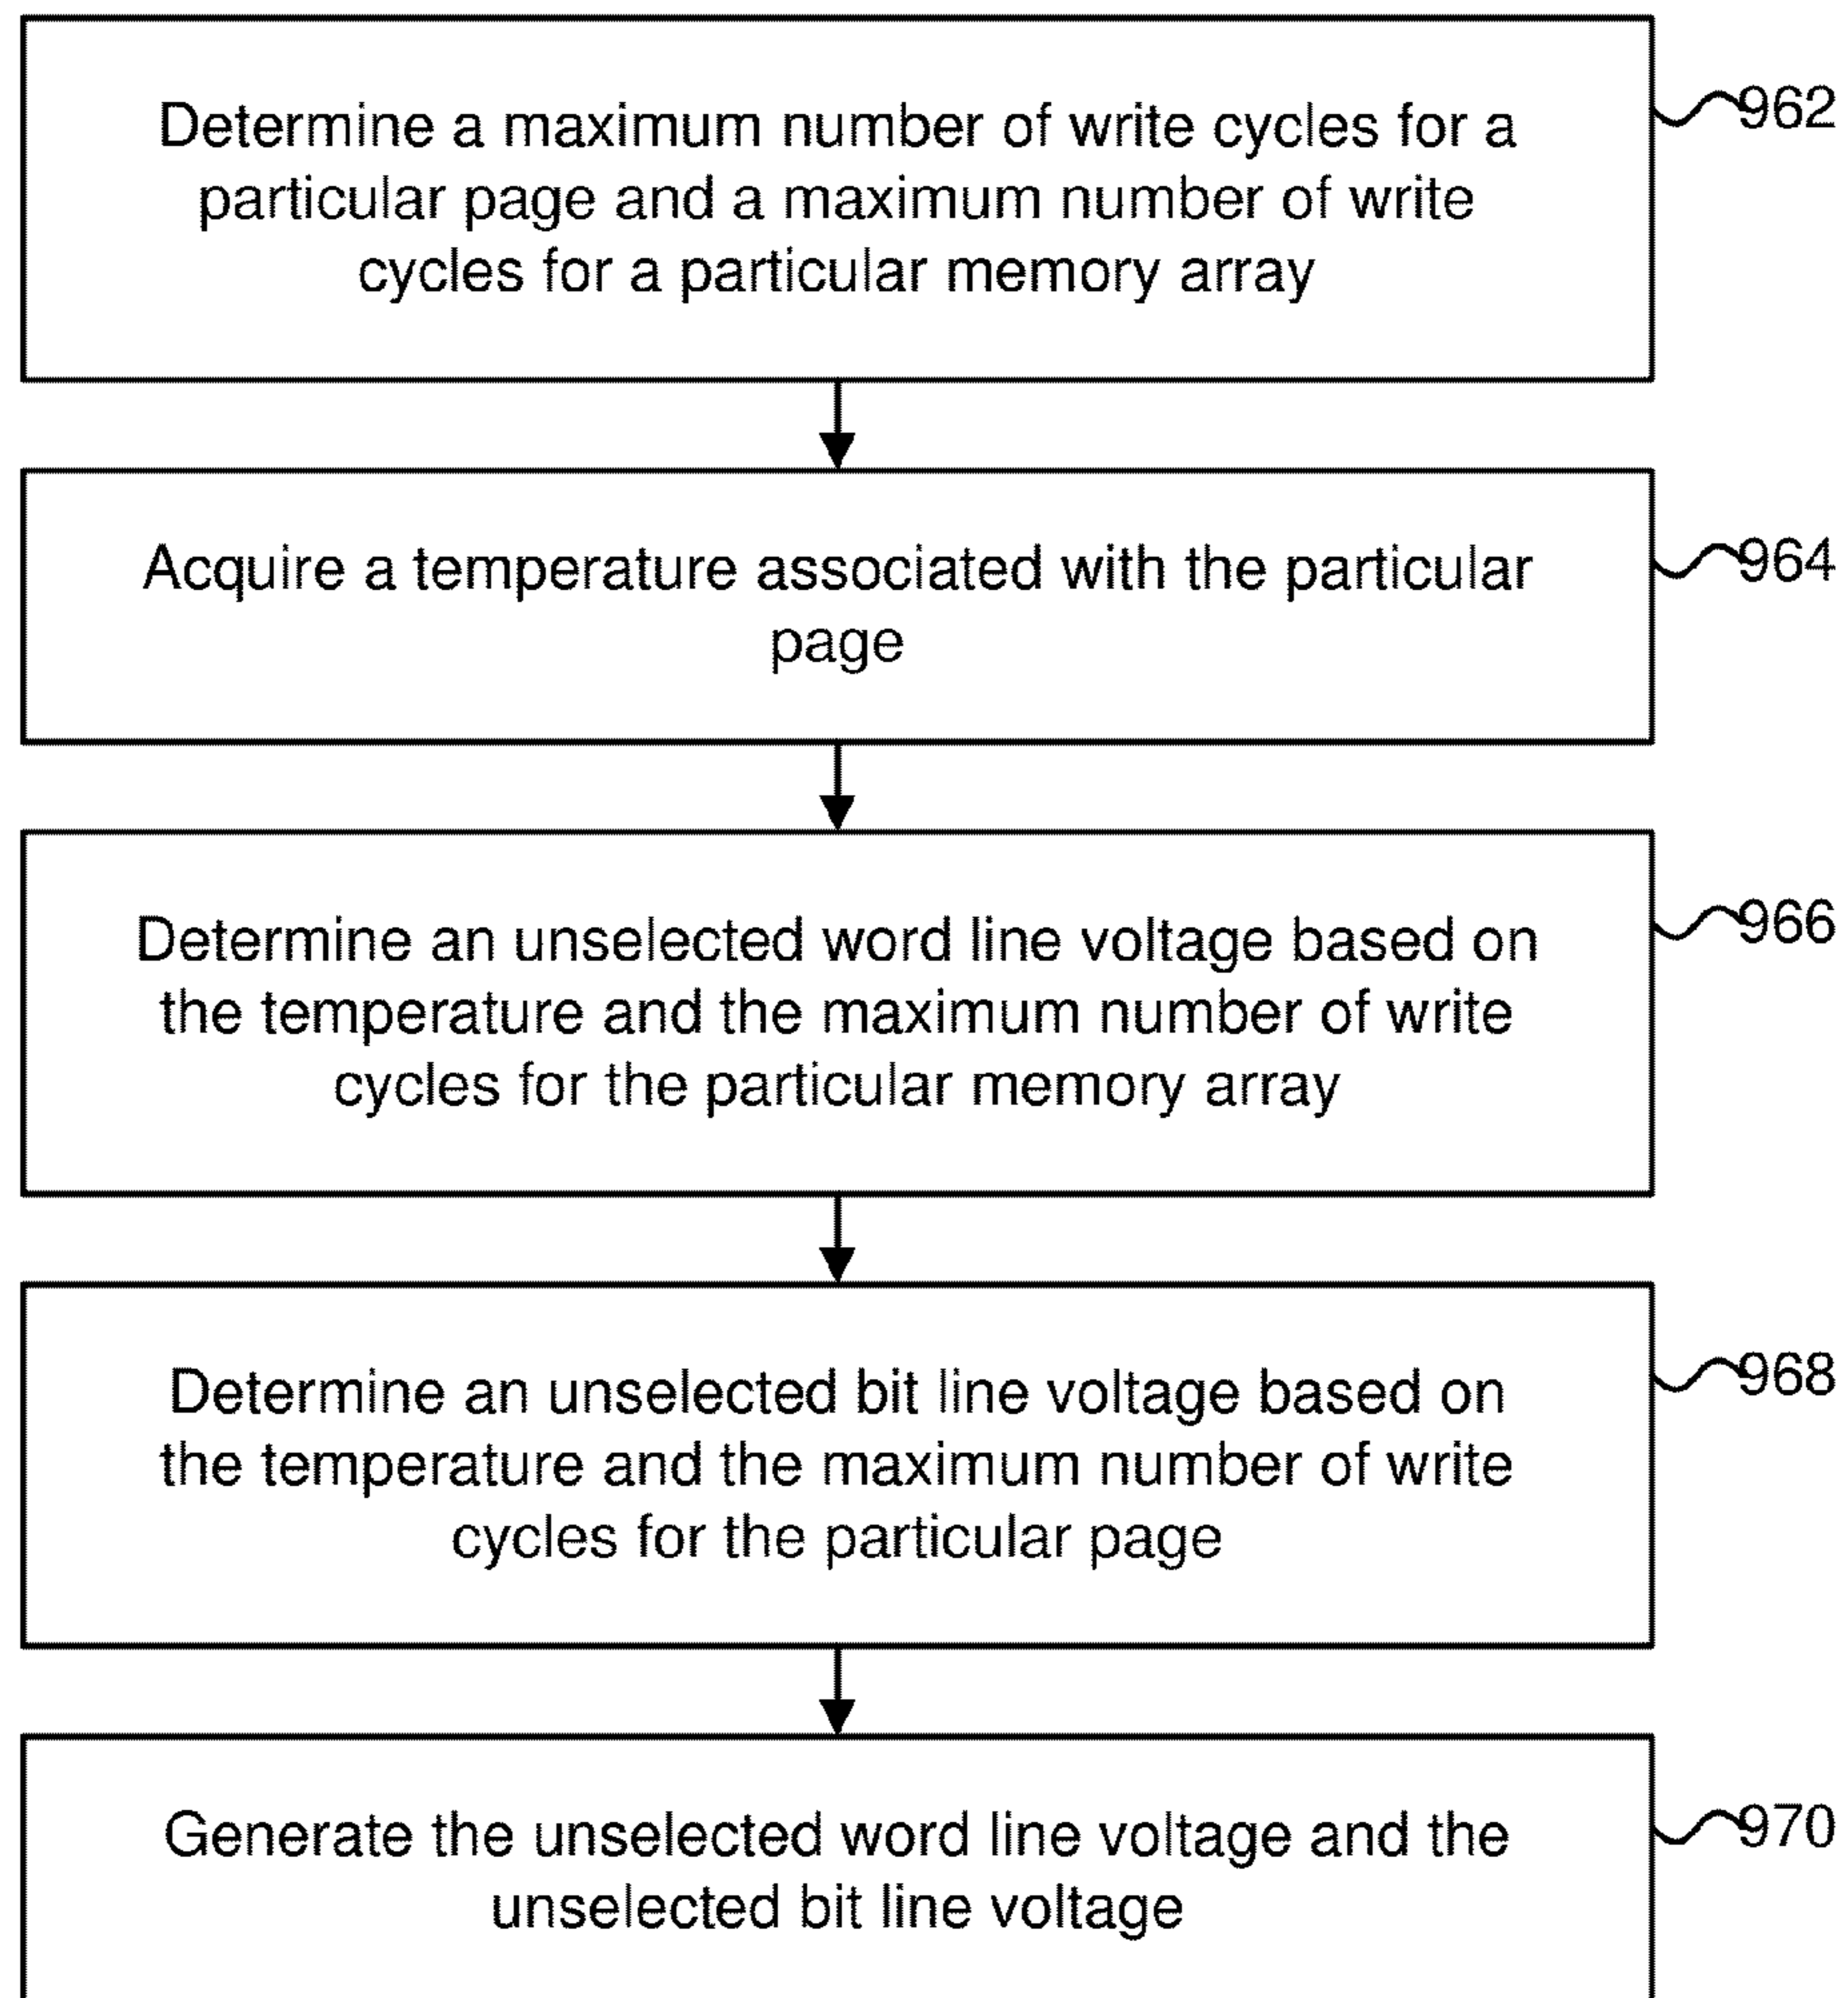 Determine a maximum number of write cycles for a
particular page and a maximum number of write
cycles for a particular memory array
962
Acquire a temperature associated with the particular
page
964
Determine an unselected word line voltage based on
the temperature and the maximum number of write
cycles for the particular memory array
966
Determine an unselected bit line voltage based on
the temperature and the maximum number of write
cycles for the particular page
968
Generate the unselected word line voltage and the
unselected bit line voltage
970